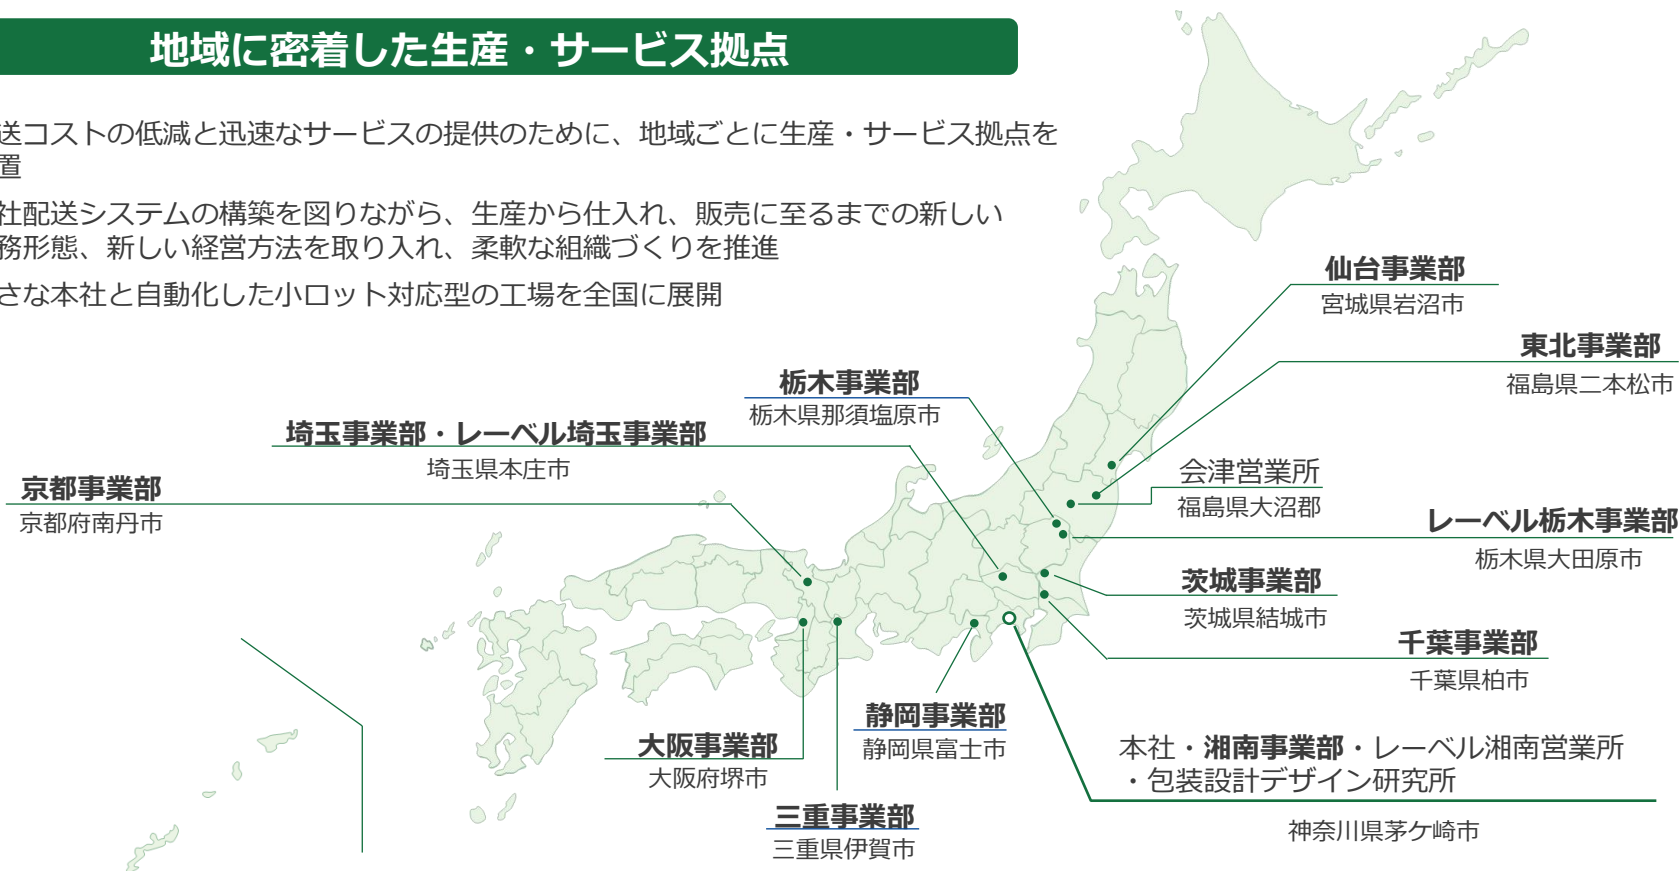 地域に密着した生産・サービス拠点
送コストの低減と迅速なサービスの提供のために、地域ごとに生産・サービス拠点を
置
社配送システムの構築を図りながら、生産から仕入れ、販売に至るまでの新しい
務形態、新しい経営方法を取り入れ、柔軟な組織づくりを推進
さな本社と自動化した小ロット対応型の工場を全国に展開
仙台事業部
宮城県岩沼市
東北事業部
福島県二本松市
栃木事業部
栃木県那須塩原市
埼玉事業部・レーベル埼玉事業部
埼玉県本庄市
会津営業所
福島県大沼郡
京都事業部
京都府南丹市
レーベル栃木事業部
栃木県大田原市
茨城事業部
茨城県結城市
千葉事業部
千葉県柏市
静岡事業部
静岡県富士市
大阪事業部
大阪府堺市
本社・湘南事業部・レーベル湘南営業所
・包装設計デザイン研究所
神奈川県茅ケ崎市
三重事業部
三重県伊賀市